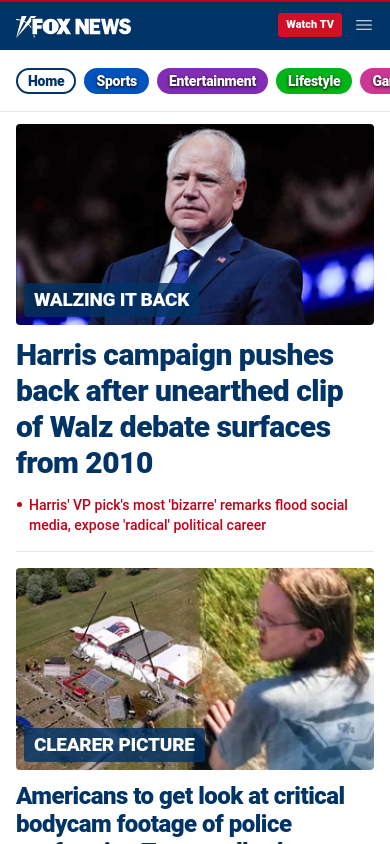 FOX NEWS
Watch TV
Home
Sports
Entertainment
Lifestyle
WALZING IT BACK
Harris campaign pushes
back after unearthed clip
of Walz debate surfaces
from 2010
• Harris' VP pick's most 'bizarre' remarks flood social
media, expose 'radical' political career
CLEARER PICTURE
Americans to get look at critical
bodycam footage of police